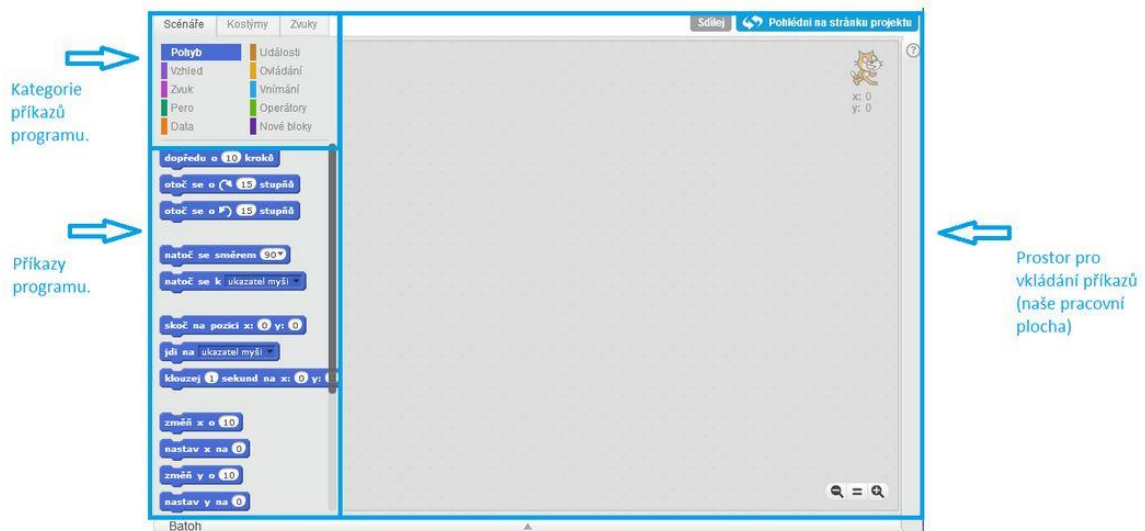 Scénáře Kostýmy Zvuky
Sdílej Pohlédni na stránku projektu
Pohyb Události
Vzhled Ovládání
Zvuk Vnímání
Pero Operátory
Data Nové bloky
Kategorie
příkazů
programu.
x: 0
y: 0
?
dopředu o 10 kroků
otoč se o 15 stupňů
otoč se o 15 stupňů
natoč se směrem 90
natoč se k ukazatel myši
skoč na pozici x: 0 y: 0
jdi na ukazatel myši
klouzej 1 sekund na x: 0 y:
změň x o 10
nastav x na 0
změň y o 10
nastav y na 0
Příkazy
programu.
Prostor pro
vkládání příkazů
(naše pracovní
plocha)
=
Batoh